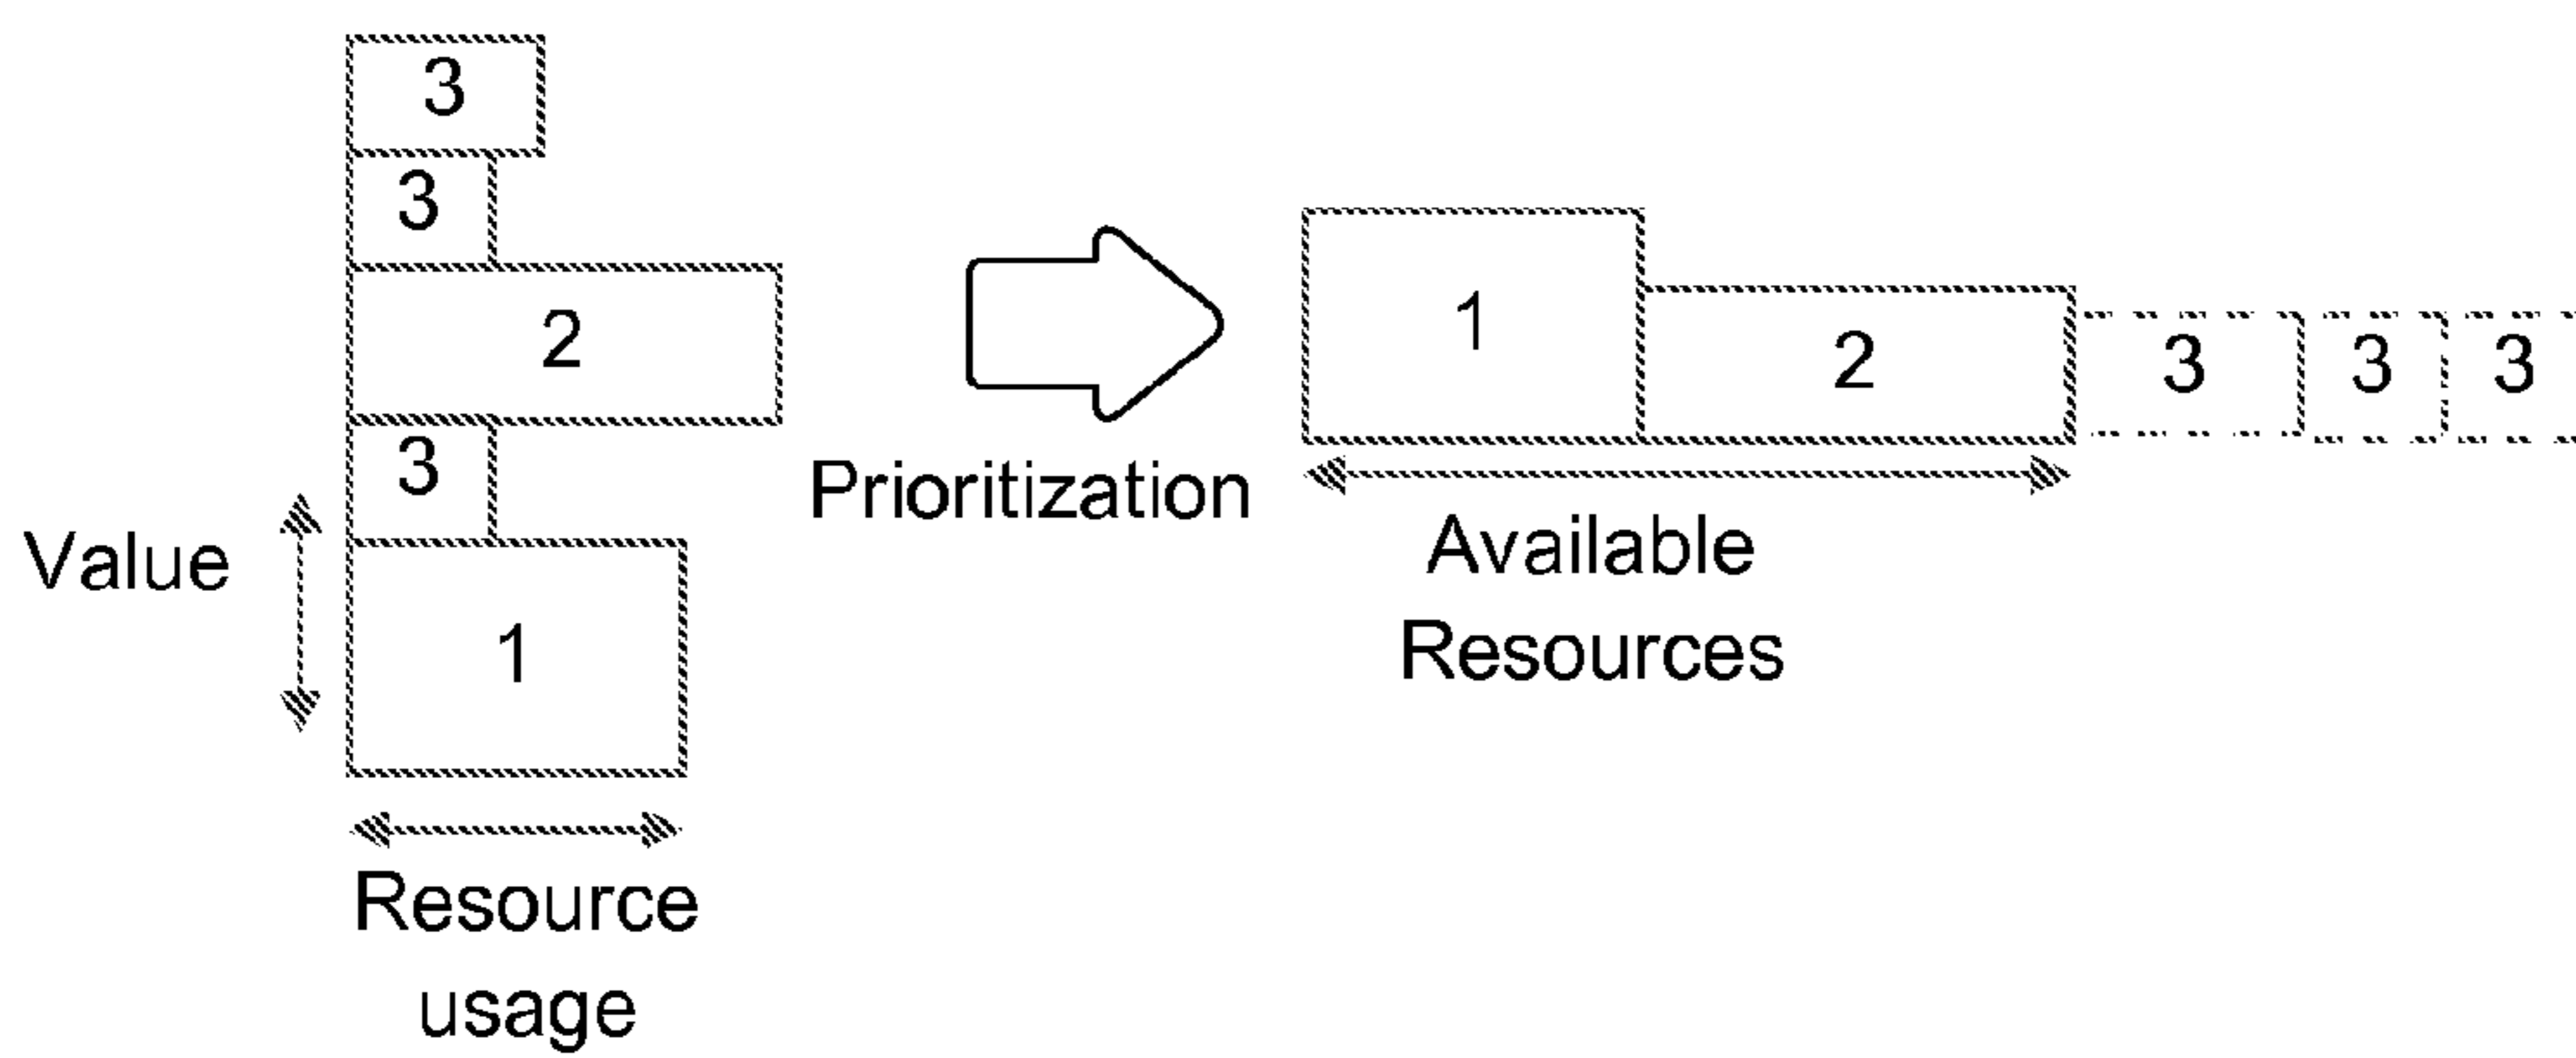 3
3
2
3
1
Value
Resource
usage
Prioritization
1
2
3
3
3
Available
Resources